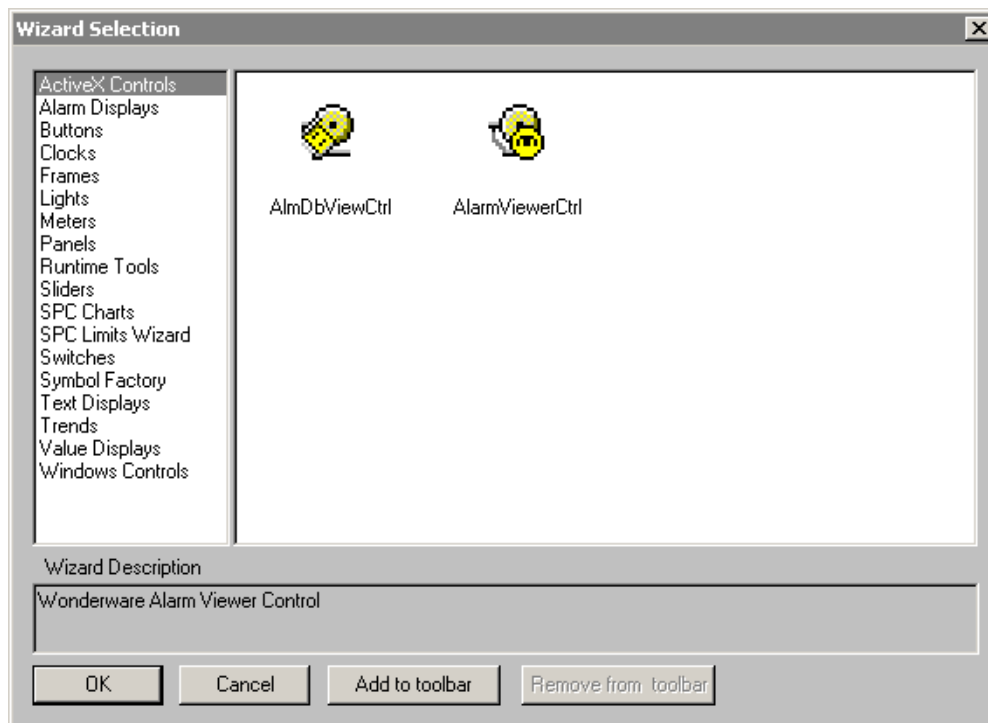 Wizard Selection
ActiveX Controls
Alarm Displays
Buttons
Clocks
Frames
Lights
Meters
Panels
Runtime Tools
Sliders
SPC Charts
SPC Limits Wizard
Switches
Symbol Factory
Text Displays
Trends
Value Displays
Windows Controls
AlmDbViewCtrl
AlarmViewerCtrl
Wizard Description
Wonderware Alarm Viewer Control
OK
Cancel
Add to toolbar
Remove from toolbar